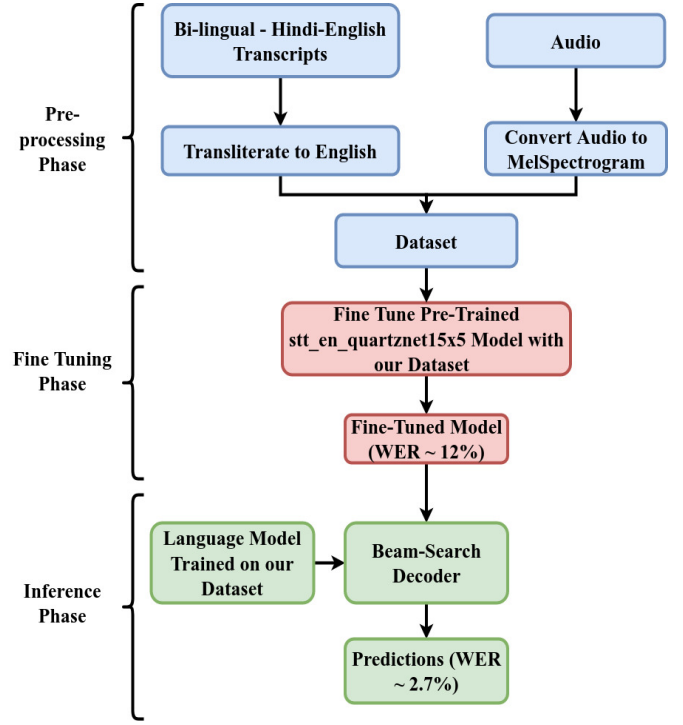 Bi-lingual - Hindi-English
Transcripts
Audio
Pre-
processing
Phase
Transliterate to English
Convert Audio to
MelSpectrogram
Dataset
Fine Tuning
Phase
Fine Tune Pre-Trained
stt_en_quartznet15x5 Model with
our Dataset
Fine-Tuned Model
(WER ~ 12%)
Inference
Phase
Language Model
Trained on our
Dataset
Beam-Search
Decoder
Predictions (WER
~ 2.7%)